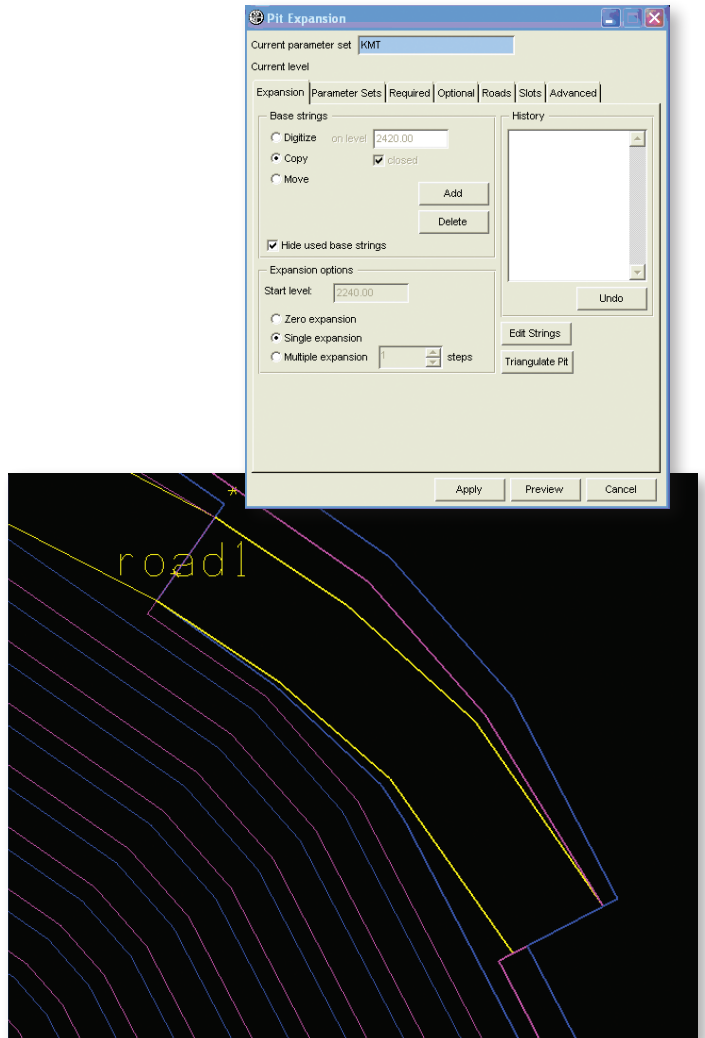 Pit Expansion
Current parameter set KMT
Current level
Expansion Parameter Sets Required Optional Roads Slots Advanced
Base strings
Digitize on level 2420.00
Copy closed
Move
Add
Delete
Hide used base strings
History
Undo
Expansion options
Start level: 2240.00
Zero expansion
Single expansion
Multiple expansion 1 steps
Edit Strings
Triangulate Pit
Apply Preview Cancel
road1